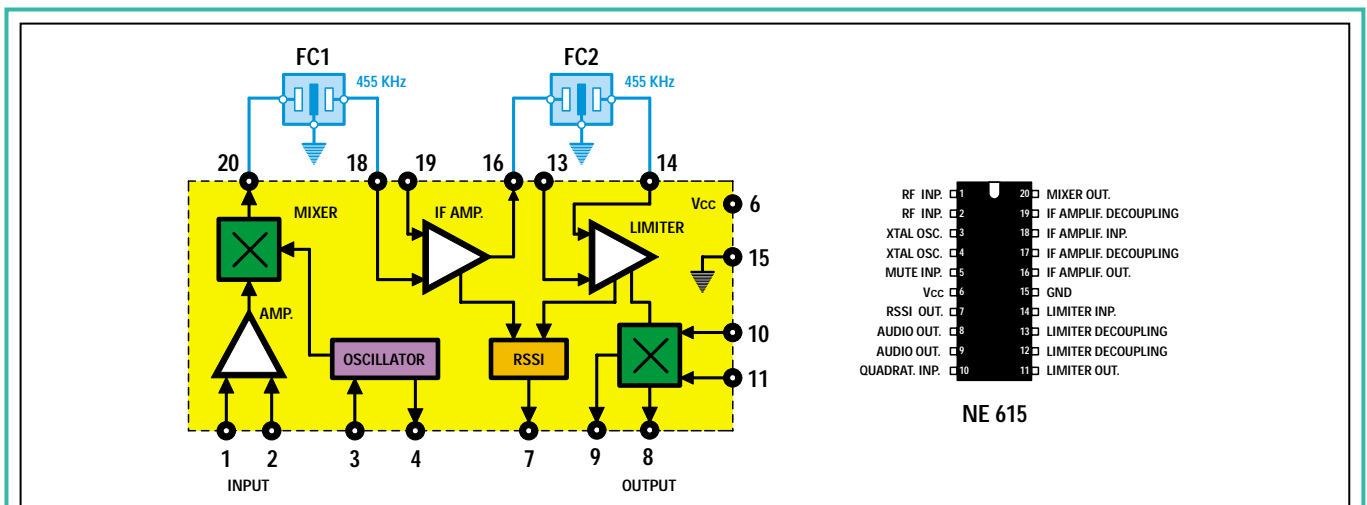 FC1
FC2
455 KHz
455 KHz
20
18
19
16
13
14
MIXER
IF AMP.
LIMITER
Vcc
6
15
AMP.
OSCILLATOR
RSSI
10
11
1
2
3
4
7
9
8
INPUT
OUTPUT
RF INP. 1
RF INP. 2
XTAL OSC. 3
XTAL OSC. 4
MUTE INP. 5
Vcc 6
RSSI OUT. 7
AUDIO OUT. 8
AUDIO OUT. 9
QUADRAT. INP. 10
20 MIXER OUT.
19 IF AMPLIF. DECOUPLING
18 IF AMPLIF. INP.
17 IF AMPLIF. DECOUPLING
16 IF AMPLIF. OUT.
15 GND
14 LIMITER INP.
13 LIMITER DECOUPLING
12 LIMITER DECOUPLING
11 LIMITER OUT.
NE 615